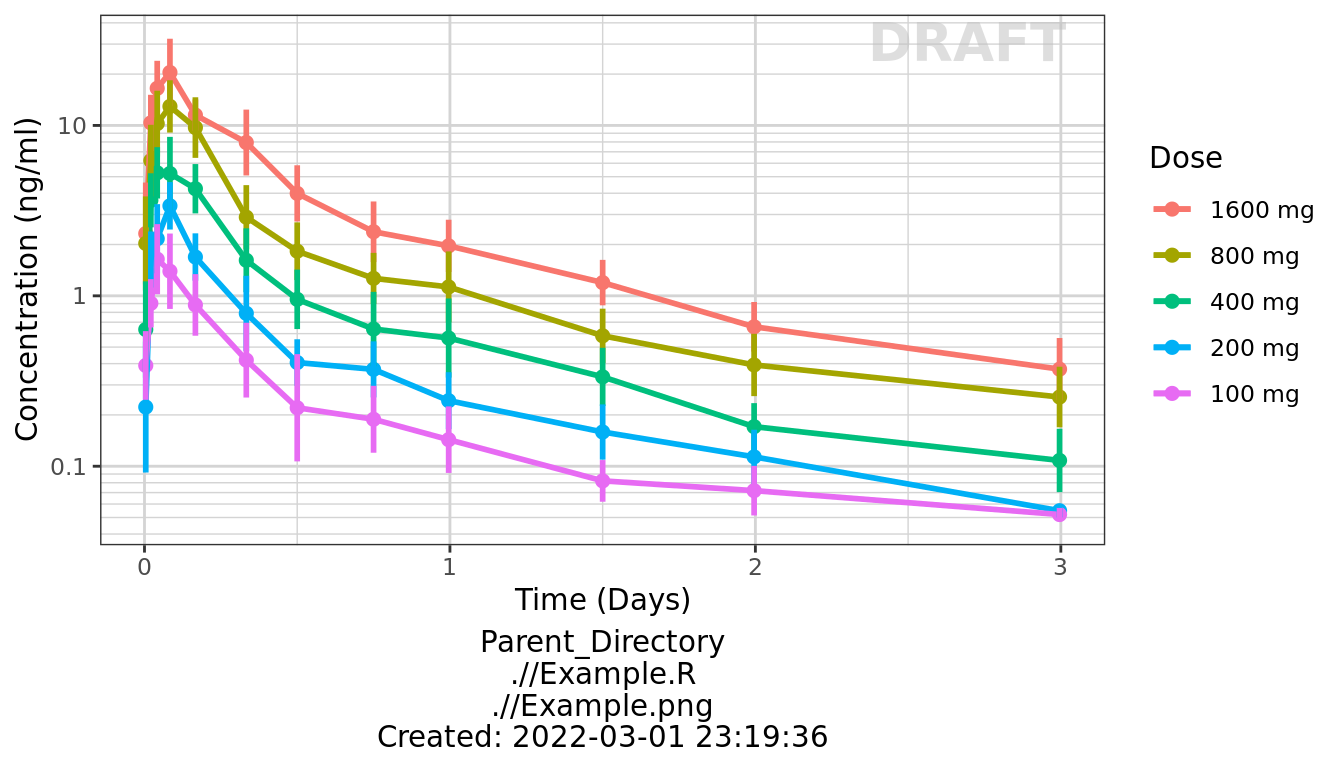 DRAFT
Concentration (ng/ml)
10
1
0.1
0 1 2 3
Time (Days)
Dose
1600 mg
800 mg
400 mg
200 mg
100 mg
Parent_Directory
.//Example.R
.//Example.png
Created: 2022-03-01 23:19:36